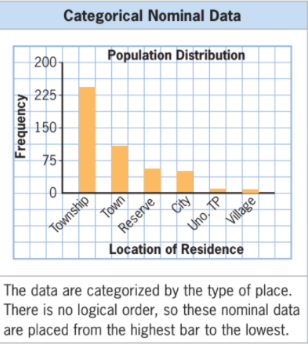 Categorical Nominal Data
Population Distribution
200
225
150
75
0
Frequency
Township
Town
Reserve
City
Uno. TP
Village
Location of Residence
The data are categorized by the type of place.
There is no logical order, so these nominal data
are placed from the highest bar to the lowest.